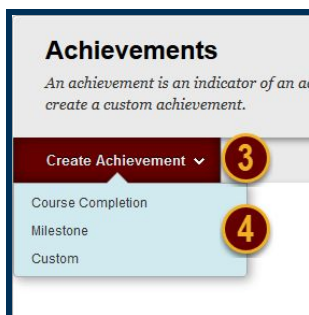 Achievements
An achievement is an indicator of an
create a custom achievement.
Create Achievement
3
Course Completion
Milestone
4
Custom